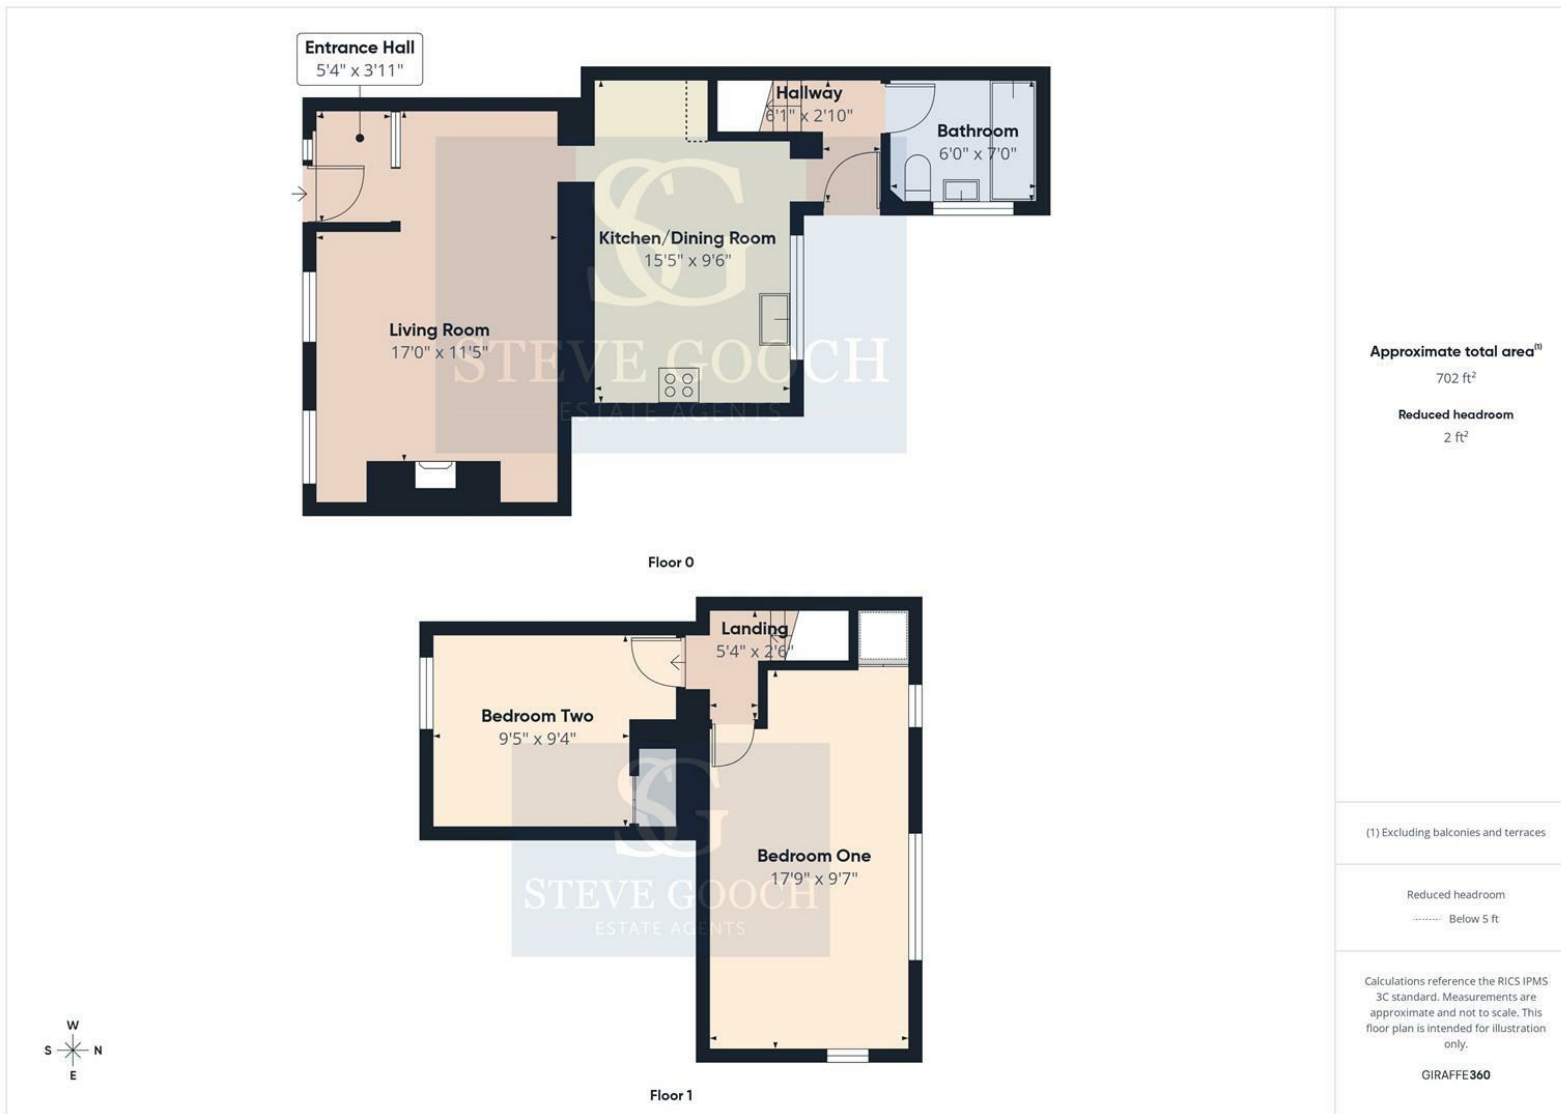 Entrance Hall
5'4" x 3'11"
Hallway
6'1" x 2'10"
Bathroom
6'0" x 7'0"
Kitchen/Dining Room
15'5" x 9'6"
Living Room
17'0" x 11'5"
SG
STEVE GOOCH
ESTATE AGENTS
Floor 0
Landing
5'4" x 2'6"
Bedroom Two
9'5" x 9'4"
Bedroom One
17'9" x 9'7"
SG
STEVE GOOCH
ESTATE AGENTS
Floor 1
W
S N
E
Approximate total area(1)
702 ft²
Reduced headroom
2 ft²
(1) Excluding balconies and terraces
Reduced headroom
Below 5 ft
Calculations reference the RICS IPMS
3C standard. Measurements are
approximate and not to scale. This
floor plan is intended for illustration
only.
GIRAFFE360